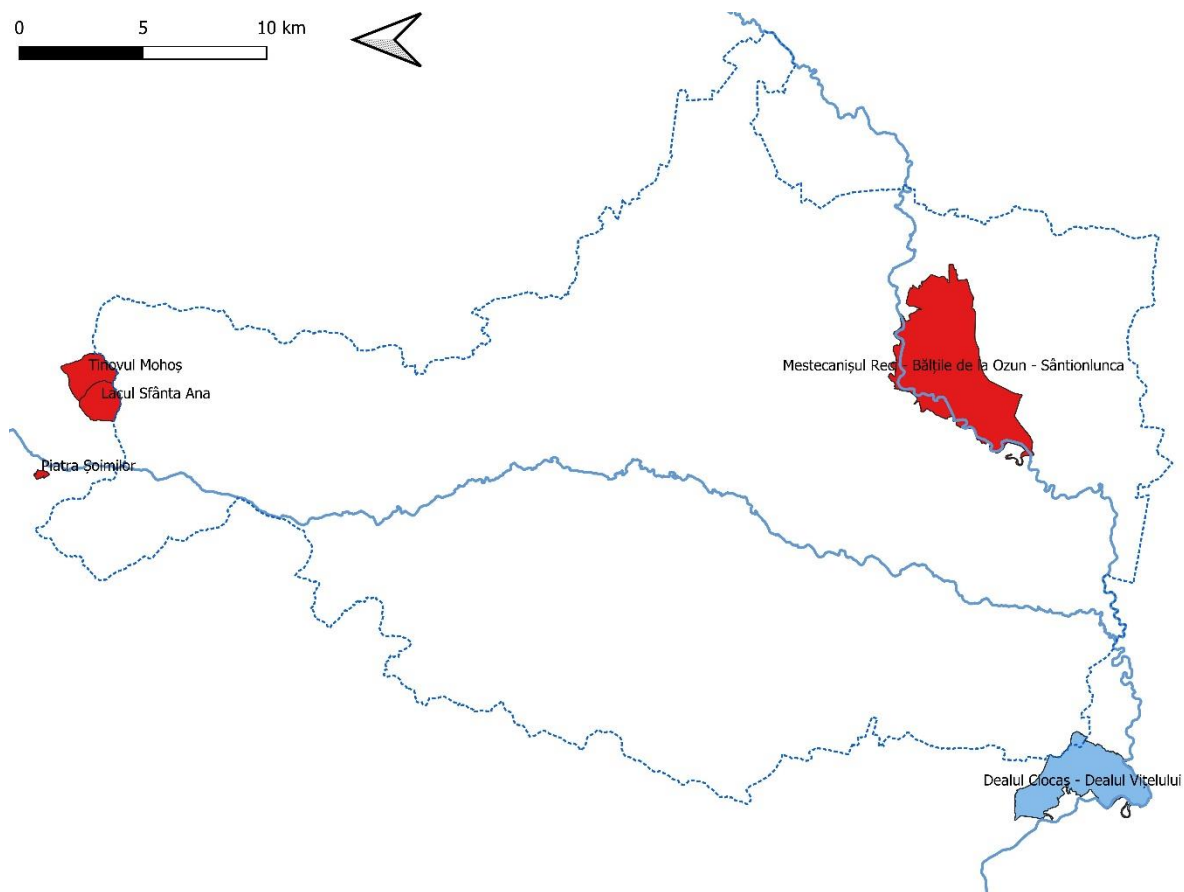 0 5 10 km
Tinovul Mohoș
Lacul Sfânta Ana
Mestecanișul Reci - Bălțile de la Ozun - Sântionlunca
Piatra Șoimilor
Dealul Ciocaș - Dealul Vițelului